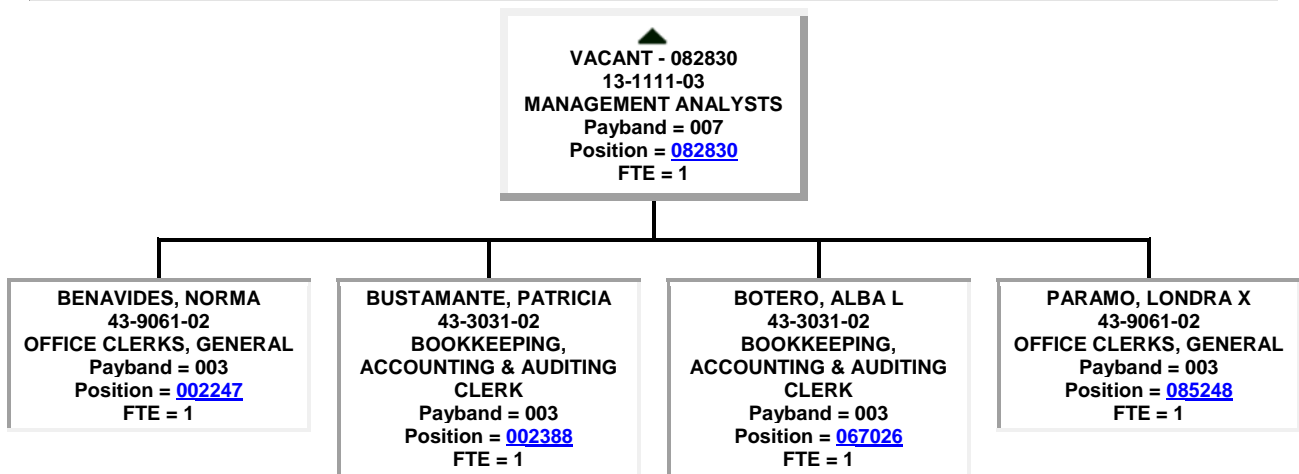 VACANT - 082830
13-1111-03
MANAGEMENT ANALYSTS
Payband = 007
Position = 082830
FTE = 1
BENAVIDES, NORMA
43-9061-02
OFFICE CLERKS, GENERAL
Payband = 003
Position = 002247
FTE = 1
BUSTAMANTE, PATRICIA
43-3031-02
BOOKKEEPING,
ACCOUNTING & AUDITING
CLERK
Payband = 003
Position = 002388
FTE = 1
BOTERO, ALBA L
43-3031-02
BOOKKEEPING,
ACCOUNTING & AUDITING
CLERK
Payband = 003
Position = 067026
FTE = 1
PARAMO, LONDRA X
43-9061-02
OFFICE CLERKS, GENERAL
Payband = 003
Position = 085248
FTE = 1